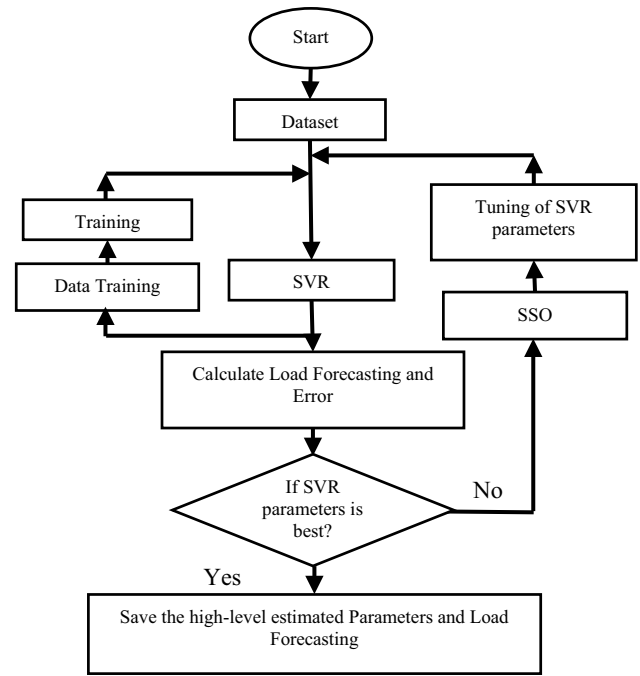 Start
Dataset
Training
Tuning of SVR
parameters
Data Training
SVR
SSO
Calculate Load Forecasting and
Error
If SVR
parameters is
best?
No
Yes
Save the high-level estimated Parameters and Load
Forecasting